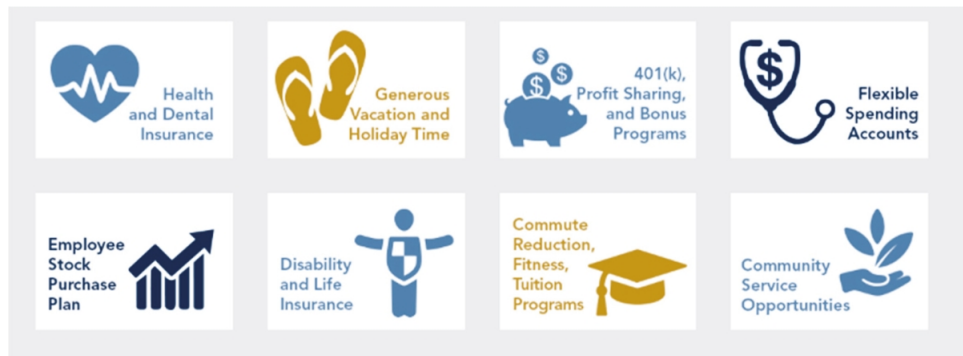 Health
and Dental
Insurance
Generous
Vacation and
Holiday Time
$
$
$
401(k),
Profit Sharing,
and Bonus
Programs
$
Flexible
Spending
Accounts
Employee
Stock
Purchase
Plan
Disability
and Life
Insurance
Commute
Reduction,
Fitness,
Tuition
Programs
Community
Service
Opportunities